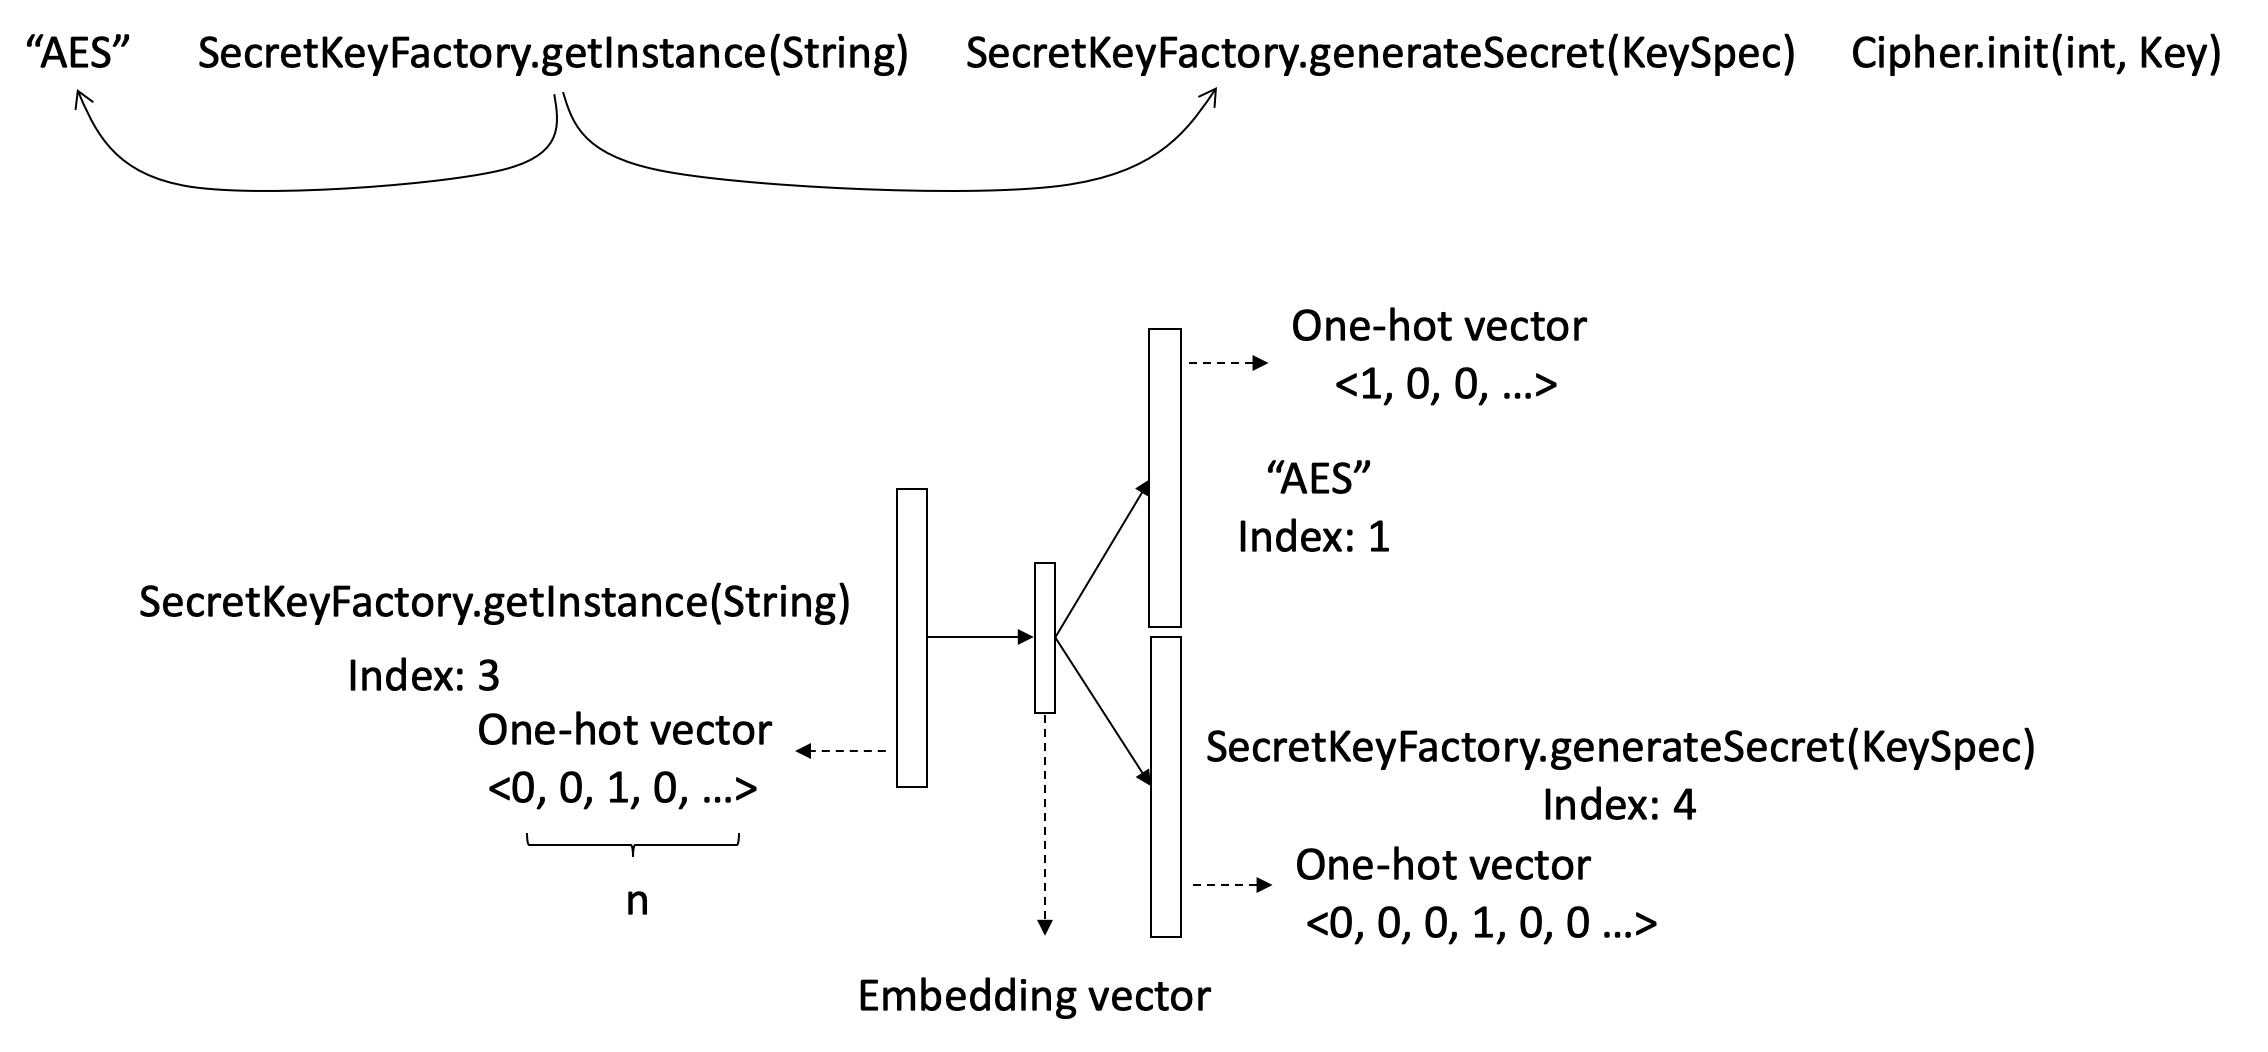 “AES” SecretKeyFactory.getInstance(String) SecretKeyFactory.generateSecret(KeySpec) Cipher.init(int, Key)
One-hot vector
<1, 0, 0, ...>
“AES”
Index: 1
SecretKeyFactory.getInstance(String)
Index: 3
One-hot vector
<0, 0, 1, 0, ...>
n
SecretKeyFactory.generateSecret(KeySpec)
Index: 4
One-hot vector
<0, 0, 0, 1, 0, 0 ...>
Embedding vector